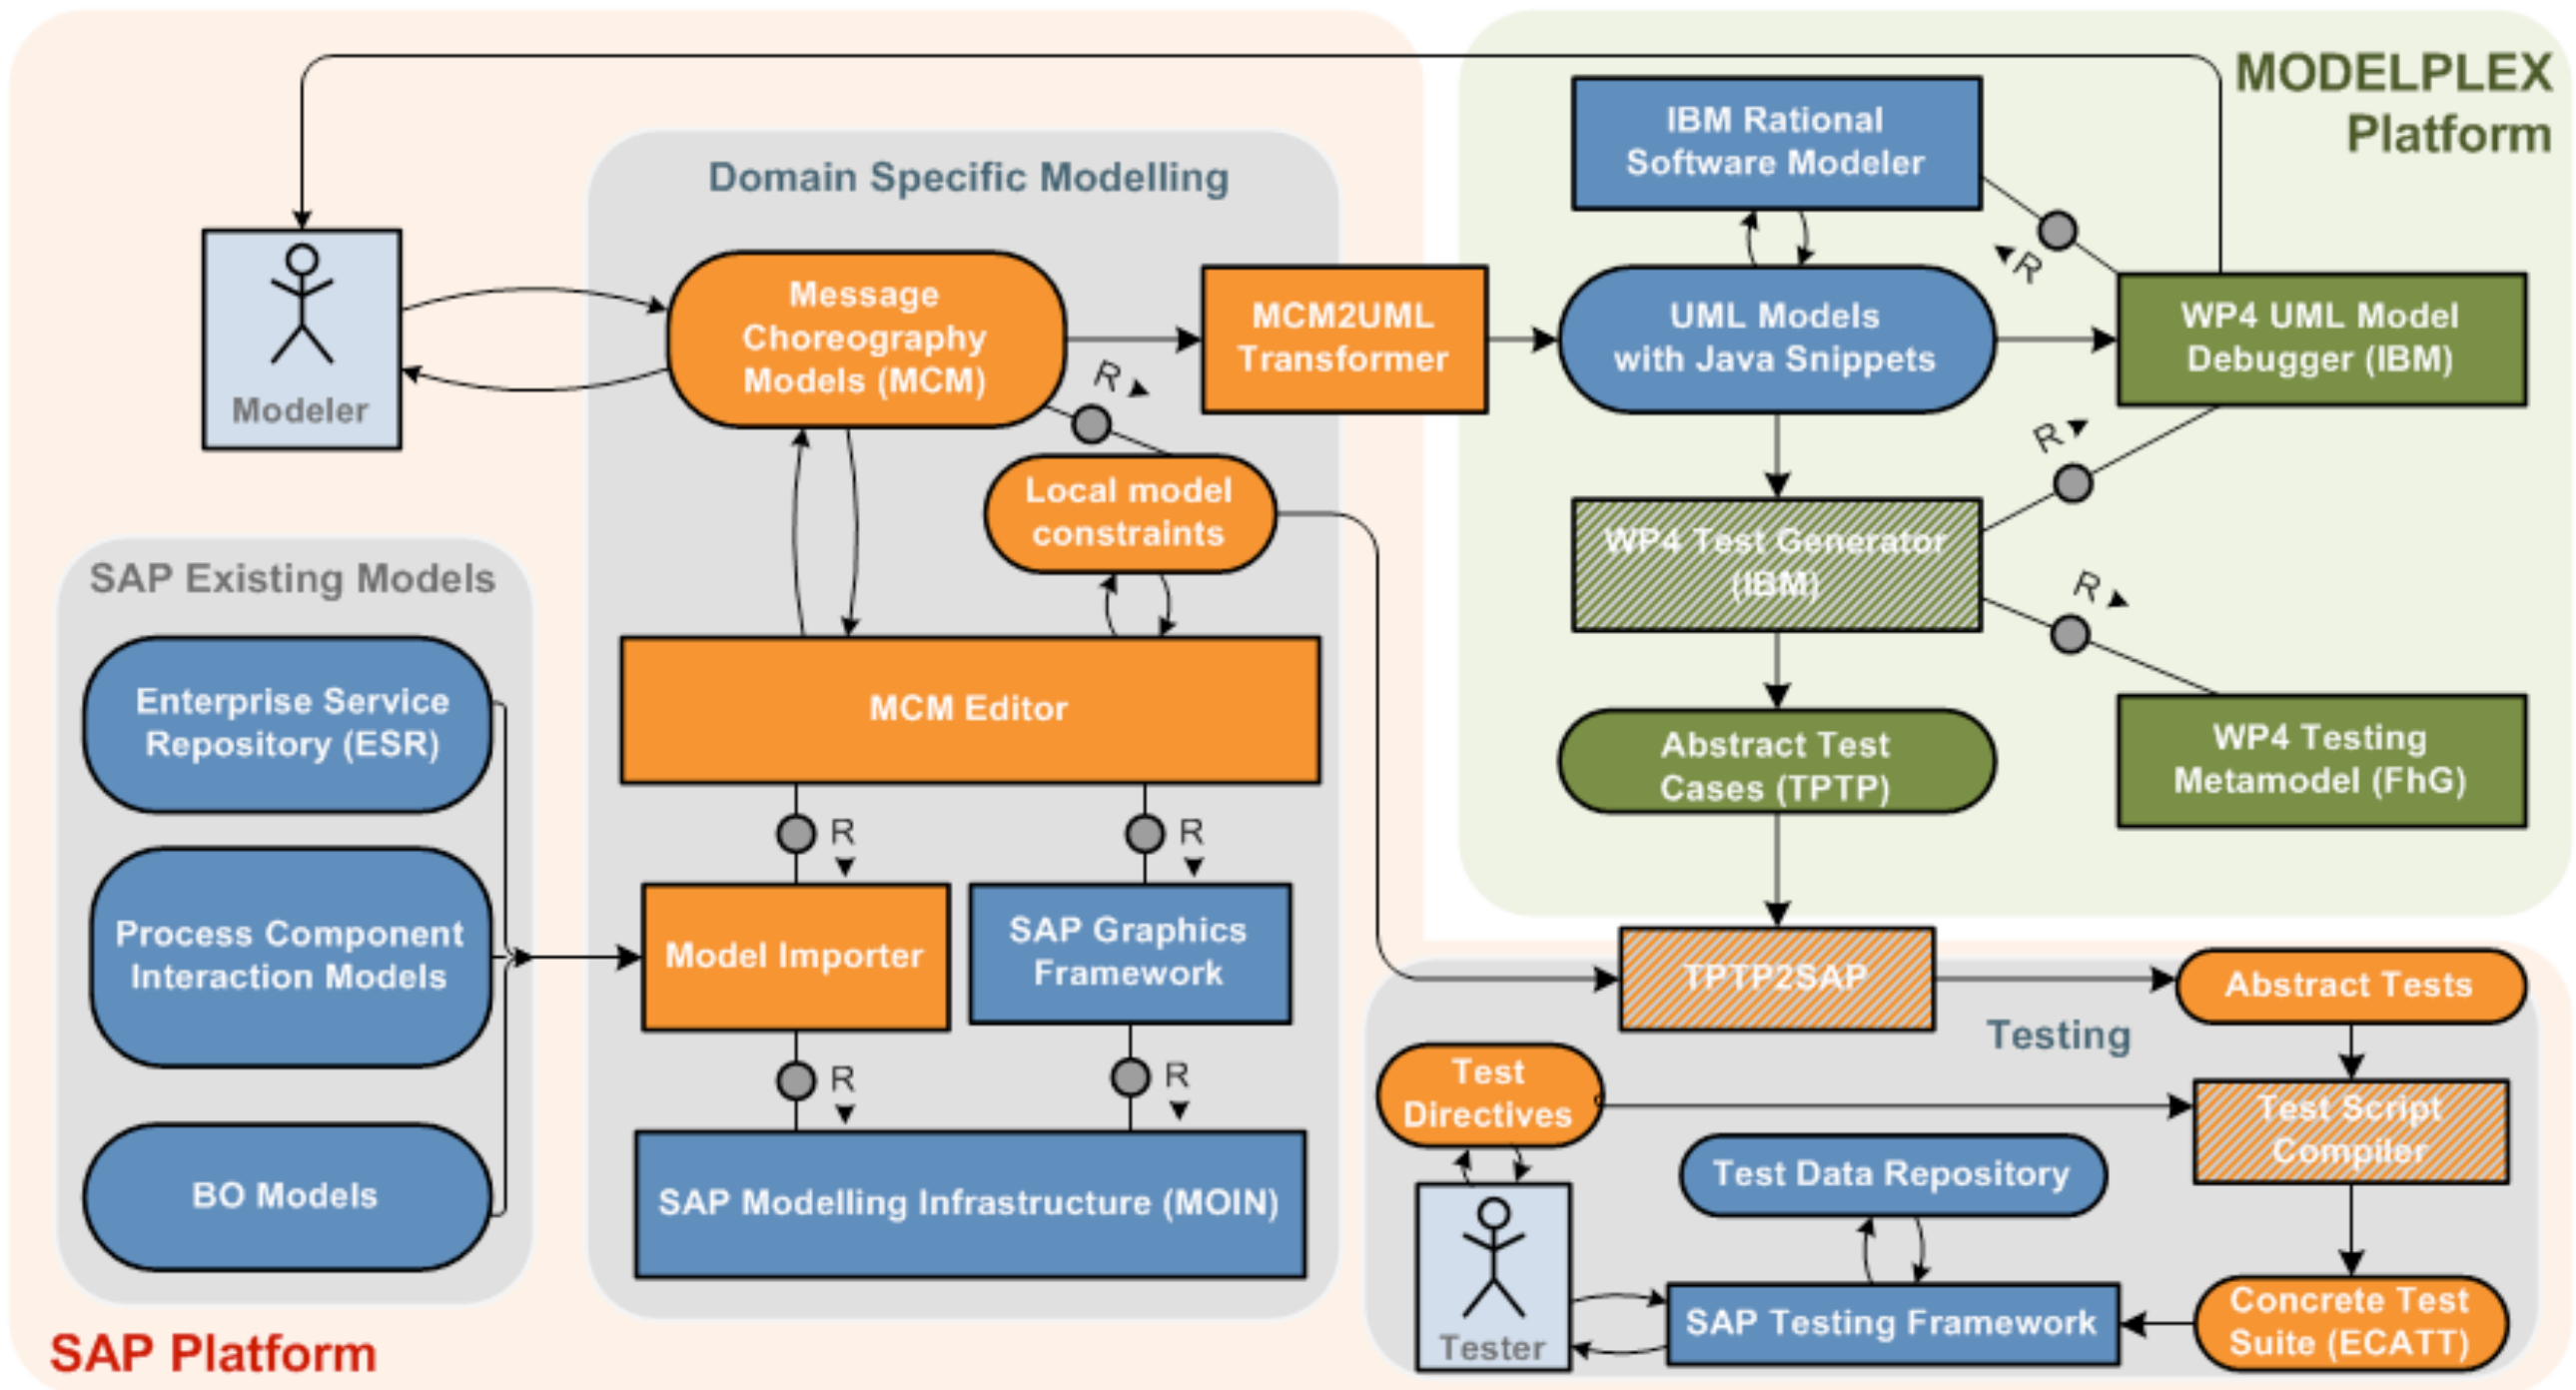 MODELPLEX
Platform
IBM Rational
Software Modeler
Domain Specific Modelling
R
Modeler
Message
Choreography
Models (MCM)
MCM2UML
Transformer
UML Models
with Java Snippets
WP4 UML Model
Debugger (IBM)
R
R
Local model
constraints
WP4 Test Generator
(IBM)
R
SAP Existing Models
Enterprise Service
Repository (ESR)
MCM Editor
Abstract Test
Cases (TPTP)
WP4 Testing
Metamodel (FhG)
R
R
Process Component
Interaction Models
Model Importer
SAP Graphics
Framework
TPTP2SAP
Abstract Tests
Testing
R
R
Test
Directives
Test Script
Compiler
BO Models
SAP Modelling Infrastructure (MOIN)
Test Data Repository
Tester
SAP Testing Framework
Concrete Test
Suite (ECATT)
SAP Platform